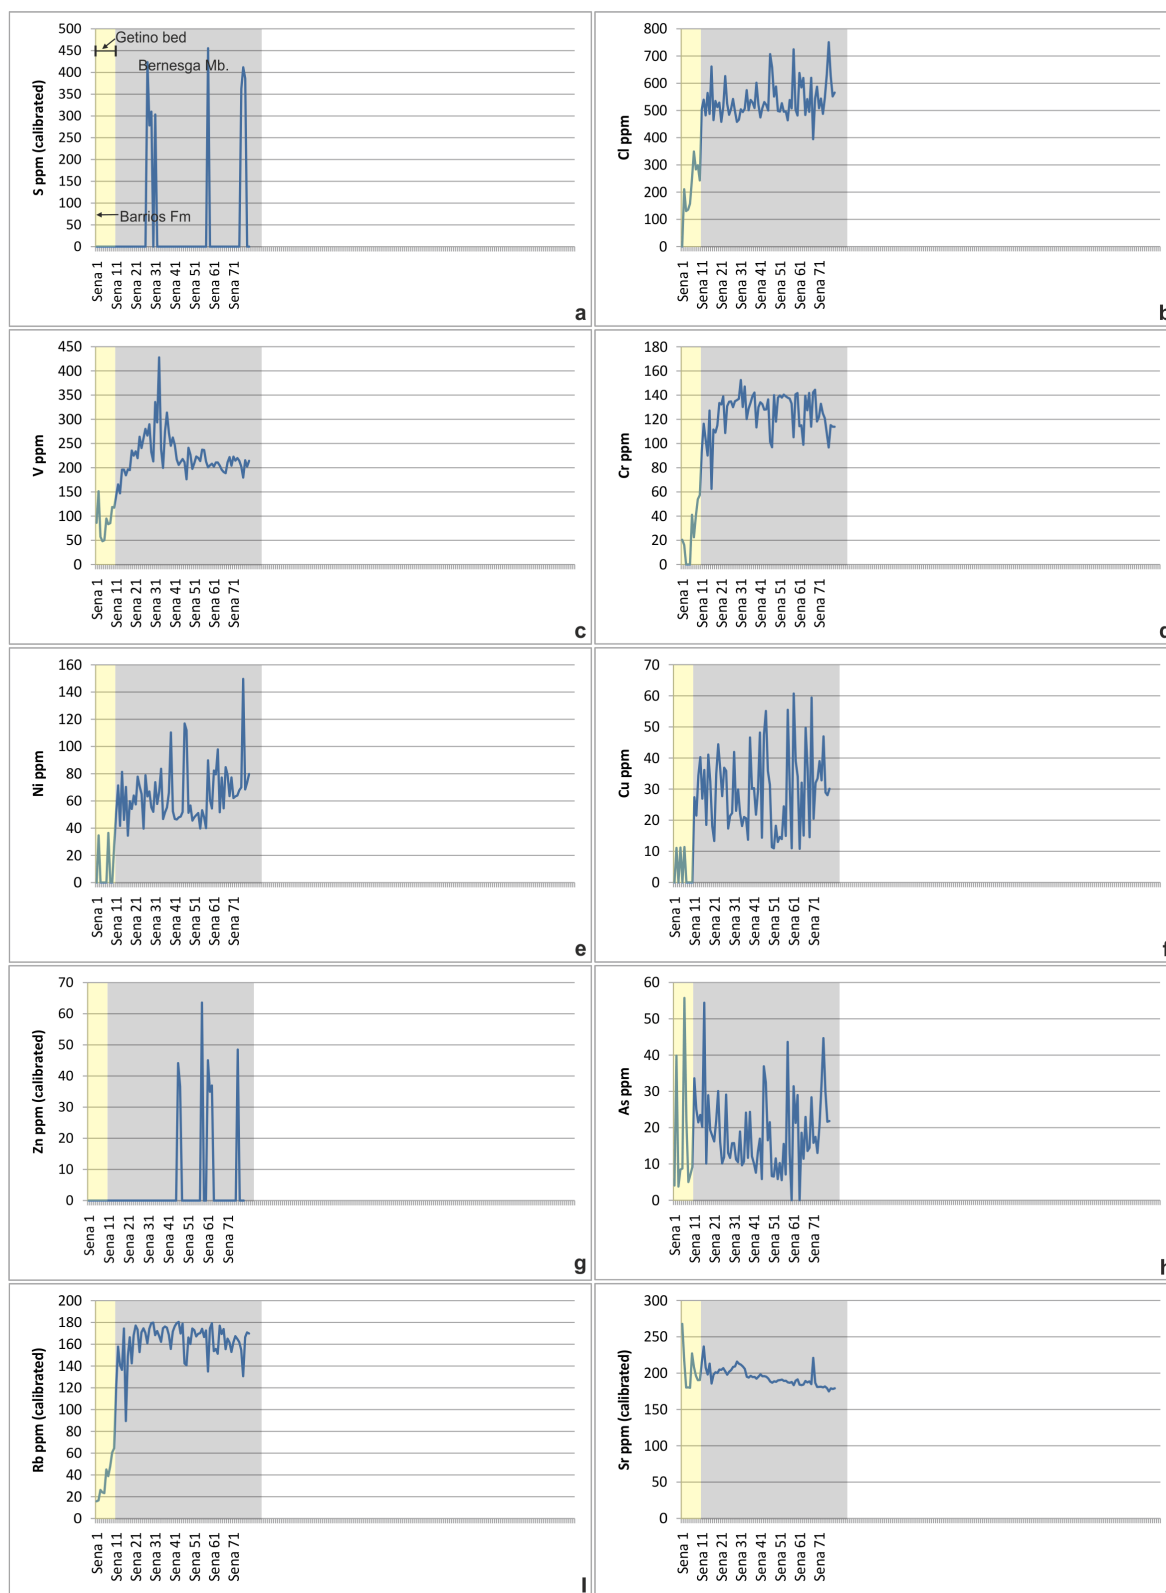 500
450
400
350
300
250
200
150
100
50
0
S ppm (calibrated)
Getino bed
Bernesga Mb.
Barrios Fm
Sena 1
Sena 11
Sena 21
Sena 31
Sena 41
Sena 51
Sena 61
Sena 71
a
800
700
600
500
400
300
200
100
0
Cl ppm
Sena 1
Sena 11
Sena 21
Sena 31
Sena 41
Sena 51
Sena 61
Sena 71
b
450
400
350
300
250
200
150
100
50
0
V ppm
Sena 1
Sena 11
Sena 21
Sena 31
Sena 41
Sena 51
Sena 61
Sena 71
c
180
160
140
120
100
80
60
40
20
0
Cr ppm
Sena 1
Sena 11
Sena 21
Sena 31
Sena 41
Sena 51
Sena 61
Sena 71
d
160
140
120
100
80
60
40
20
0
Ni ppm
Sena 1
Sena 11
Sena 21
Sena 31
Sena 41
Sena 51
Sena 61
Sena 71
e
70
60
50
40
30
20
10
0
Cu ppm
Sena 1
Sena 11
Sena 21
Sena 31
Sena 41
Sena 51
Sena 61
Sena 71
f
70
60
50
40
30
20
10
0
Zn ppm (calibrated)
Sena 1
Sena 11
Sena 21
Sena 31
Sena 41
Sena 51
Sena 61
Sena 71
g
60
50
40
30
20
10
0
As ppm
Sena 1
Sena 11
Sena 21
Sena 31
Sena 41
Sena 51
Sena 61
Sena 71
h
200
180
160
140
120
100
80
60
40
20
0
Rb ppm (calibrated)
Sena 1
Sena 11
Sena 21
Sena 31
Sena 41
Sena 51
Sena 61
Sena 71
I
300
250
200
150
100
50
0
Sr ppm (calibrated)
Sena 1
Sena 11
Sena 21
Sena 31
Sena 41
Sena 51
Sena 61
Sena 71